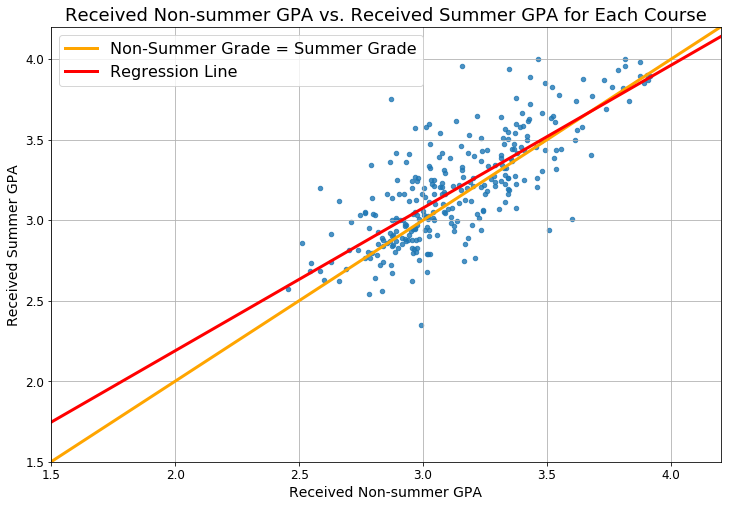 Received Non-summer GPA vs. Received Summer GPA for Each Course
Non-Summer Grade = Summer Grade
Regression Line
Received Summer GPA
4.0
3.5
3.0
2.5
2.0
1.5
1.5 2.0 2.5 3.0 3.5 4.0
Received Non-summer GPA